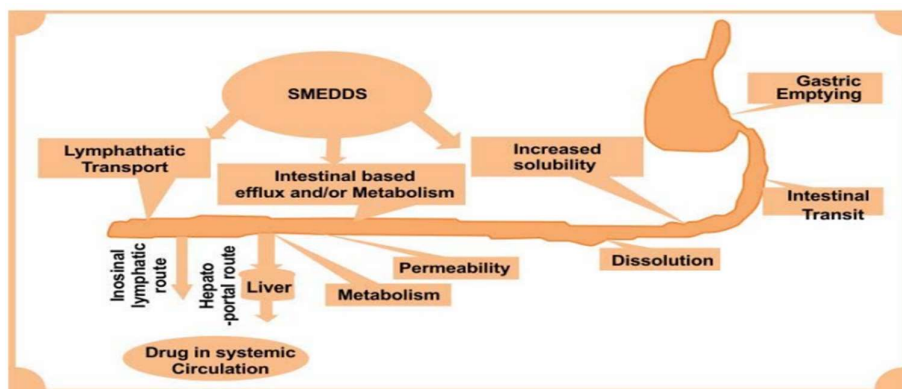 SMEDDS
Gastric
Emptying
Lymphathatic
Transport
Intestinal based
efflux and/or Metabolism
Increased
solubility
Intestinal
Transit
Inosinal
lymphatic
route
Hepato
-portal route
Liver
Metabolism
Permeability
Dissolution
Drug in systemic
Circulation